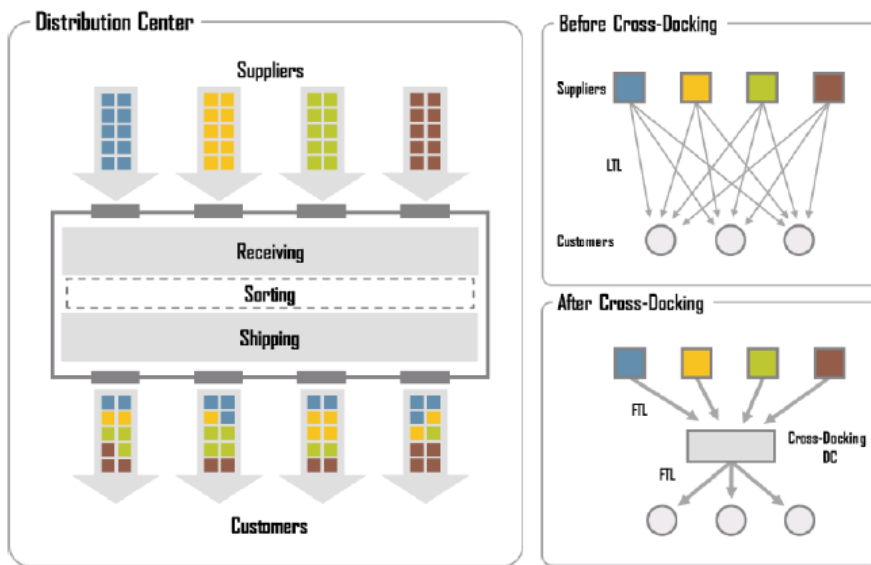 Distribution Center
Suppliers
Receiving
Sorting
Shipping
Customers
Before Cross-Docking
Suppliers
LTL
Customers
After Cross-Docking
FTL
Cross-Docking
DC
FTL